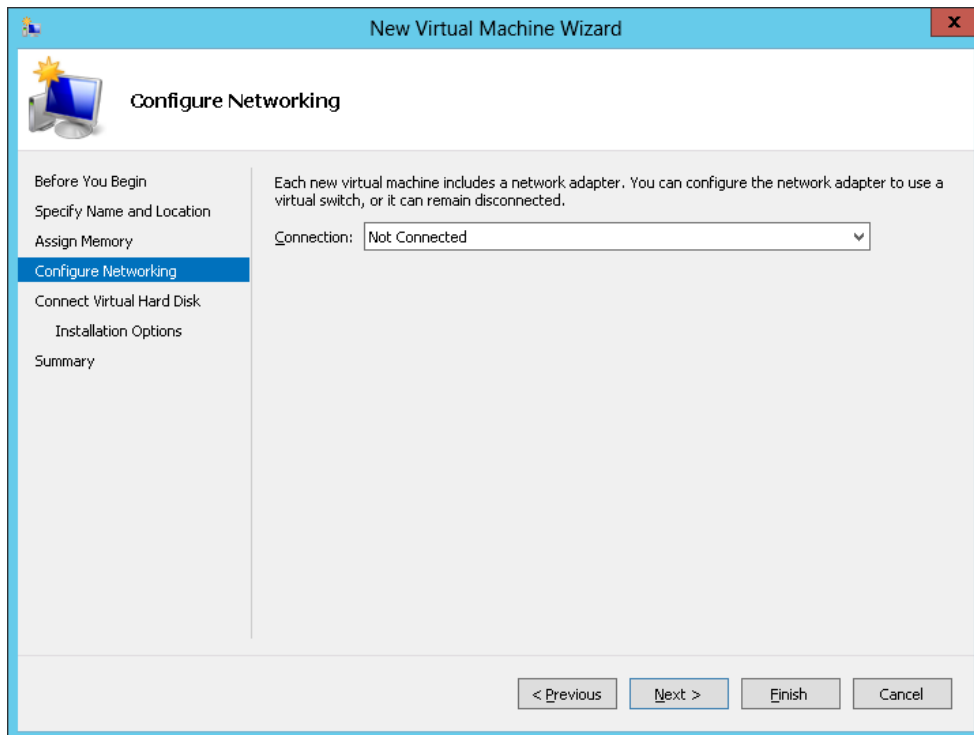 New Virtual Machine Wizard
x
Configure Networking
Before You Begin
Specify Name and Location
Assign Memory
Configure Networking
Connect Virtual Hard Disk
Installation Options
Summary
Each new virtual machine includes a network adapter. You can configure the network adapter to use a
virtual switch, or it can remain disconnected.
Connection: Not Connected
< Previous Next > Finish Cancel